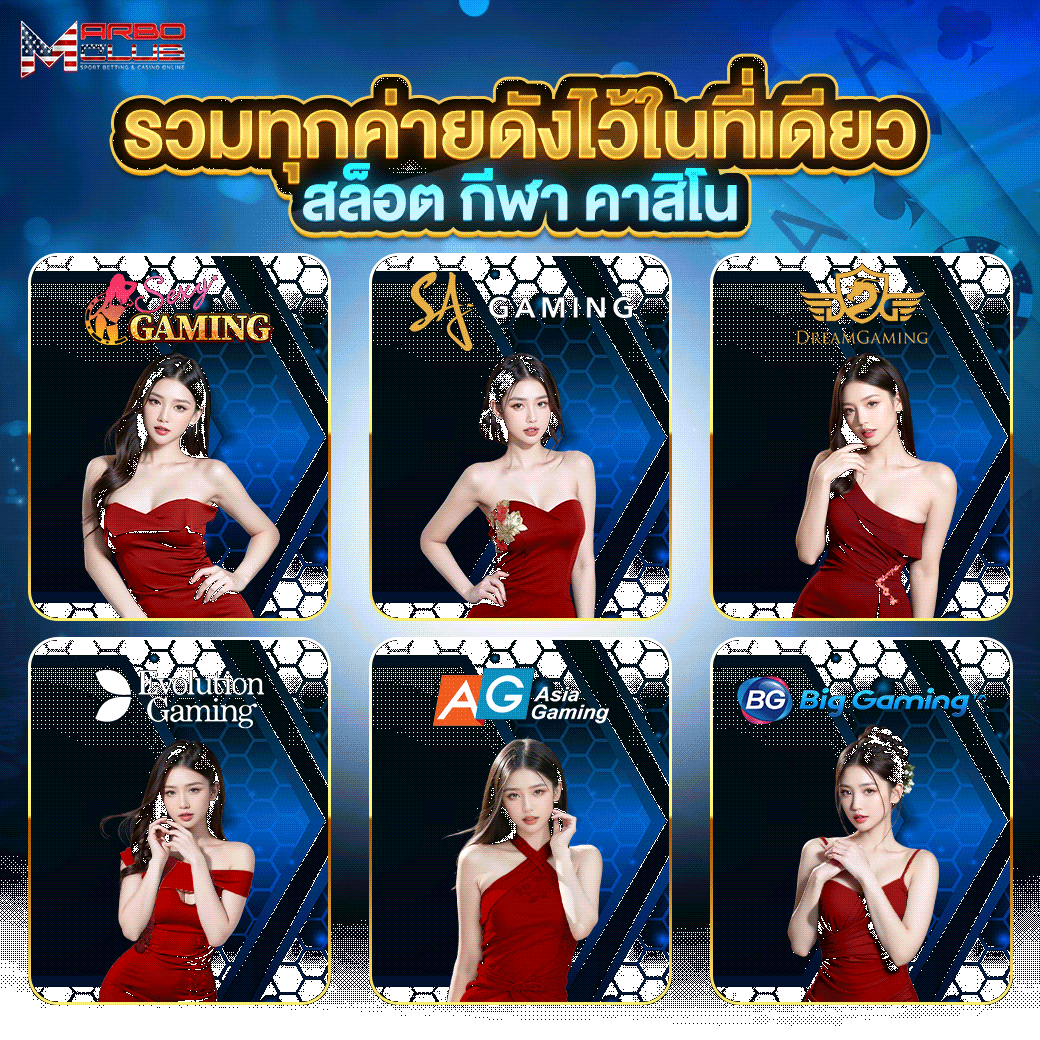 MARBO
CLUB
SPORT BETTING & CASINO ONLINE
รวมทุกค่ายดังไว้ในที่เดียว
สล็อต กีฬา คาสิโน
Sexy
GAMING
SA GAMING
DG
DREAMGAMING
Evolution
Gaming
AG Asia
Gaming
BG Big Gaming